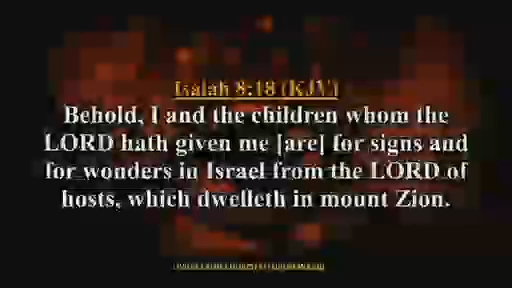 Isaiah 8:18 (KJV)
Behold, I and the children whom the
LORD hath given me [are] for signs and
for wonders in Israel from the LORD of
hosts, which dwelleth in mount Zion.